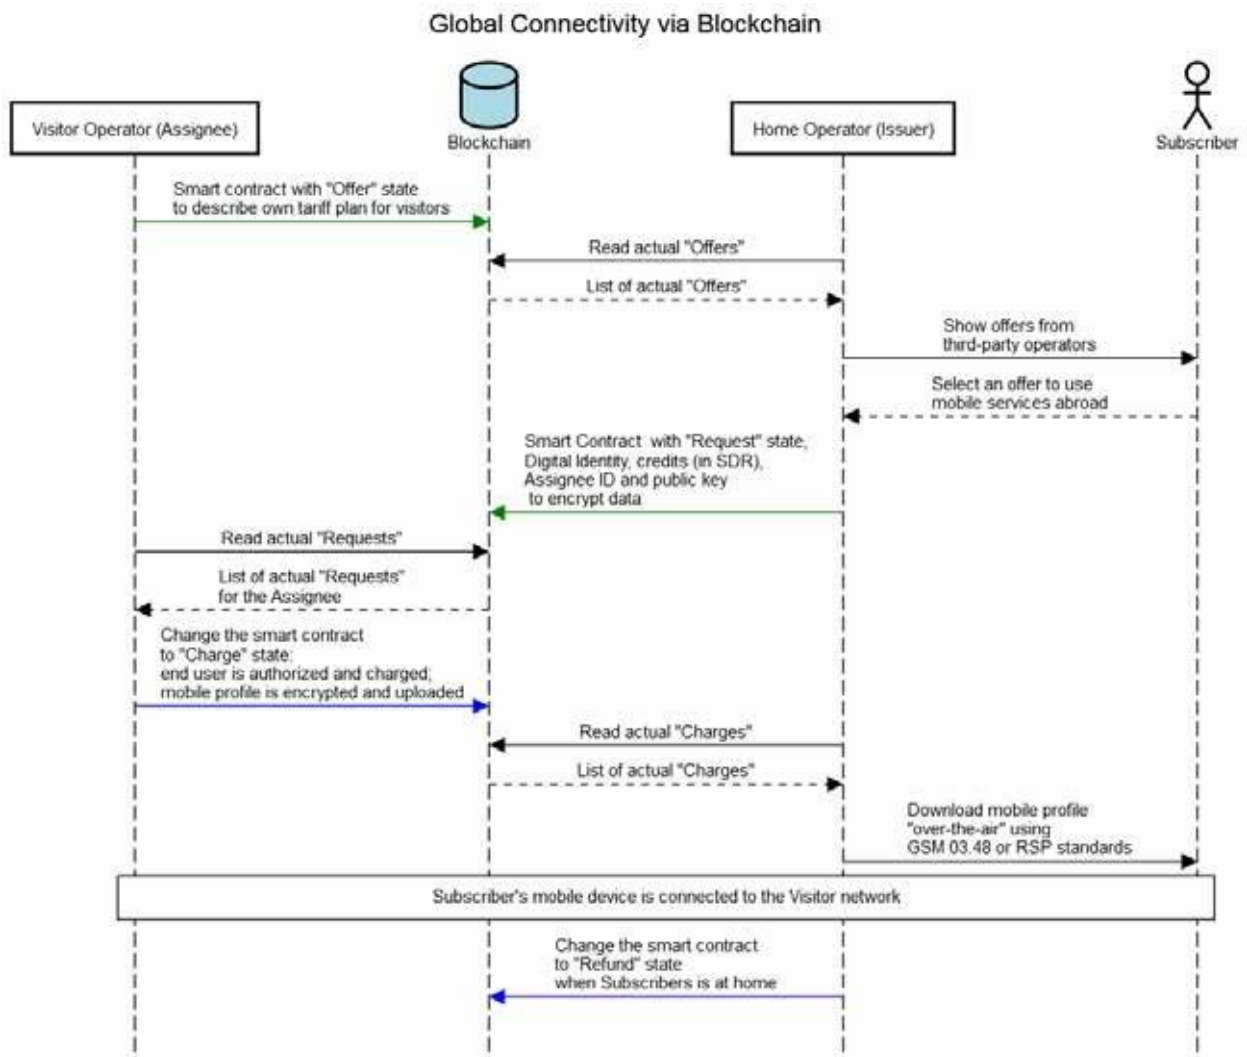 Global Connectivity via Blockchain
Visitor Operator (Assignee)
Blockchain
Home Operator (Issuer)
Subscriber
Smart contract with "Offer" state
to describe own tariff plan for visitors
Read actual "Offers"
List of actual "Offers"
Show offers from
third-party operators
Select an offer to use
mobile services abroad
Smart Contract with "Request" state,
Digital Identity, credits (in SDR),
Assignee ID and public key
to encrypt data
Read actual "Requests"
List of actual "Requests"
for the Assignee
Change the smart contract
to "Charge" state:
end user is authorized and charged;
mobile profile is encrypted and uploaded
Read actual "Charges"
List of actual "Charges"
Download mobile profile
"over-the-air" using
GSM 03.48 or RSP standards
Subscriber's mobile device is connected to the Visitor network
Change the smart contract
to "Refund" state
when Subscribers is at home